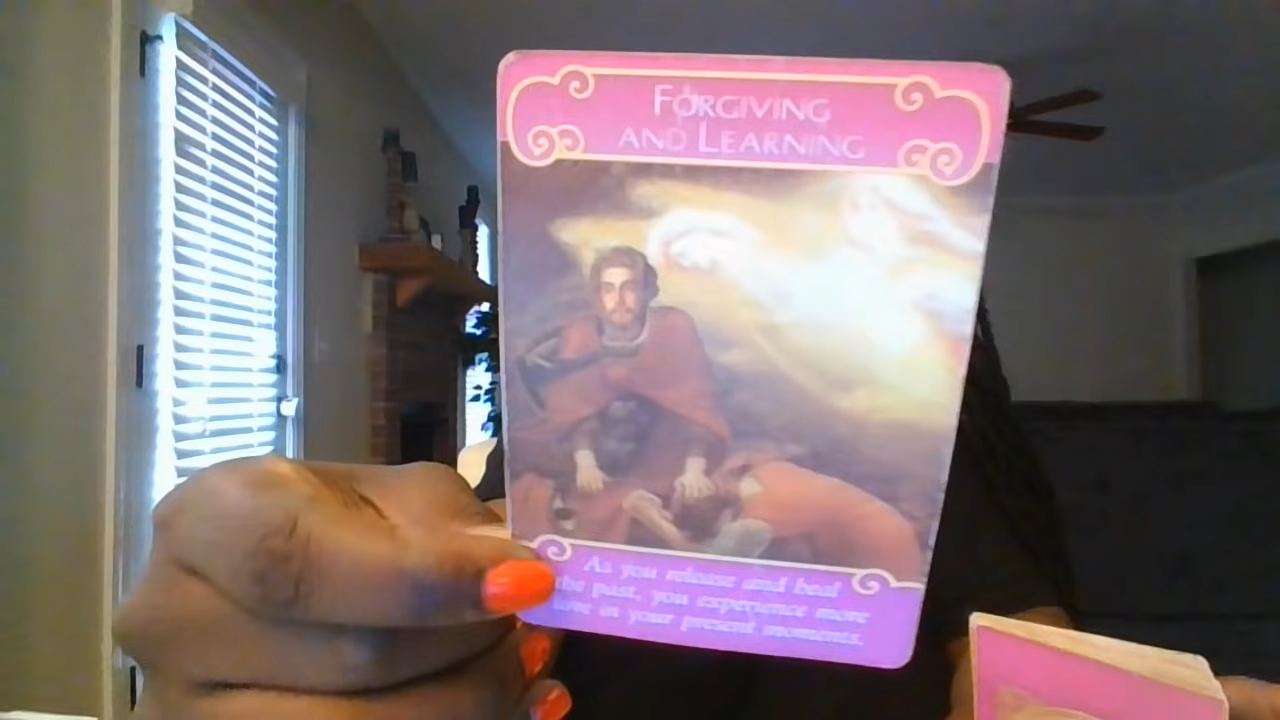 FORGIVING
AND LEARNING
As you release and heal
the past, you experience more
love in your present moments.